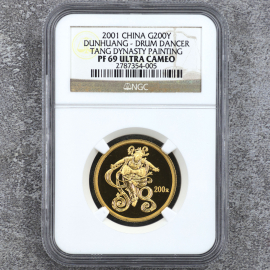 2001 CHINA G200Y
DUNHUANG - DRUM DANCER
TANG DYNASTY PAINTING
PF 69 ULTRA CAMEO
2787354-005
NGC
200元